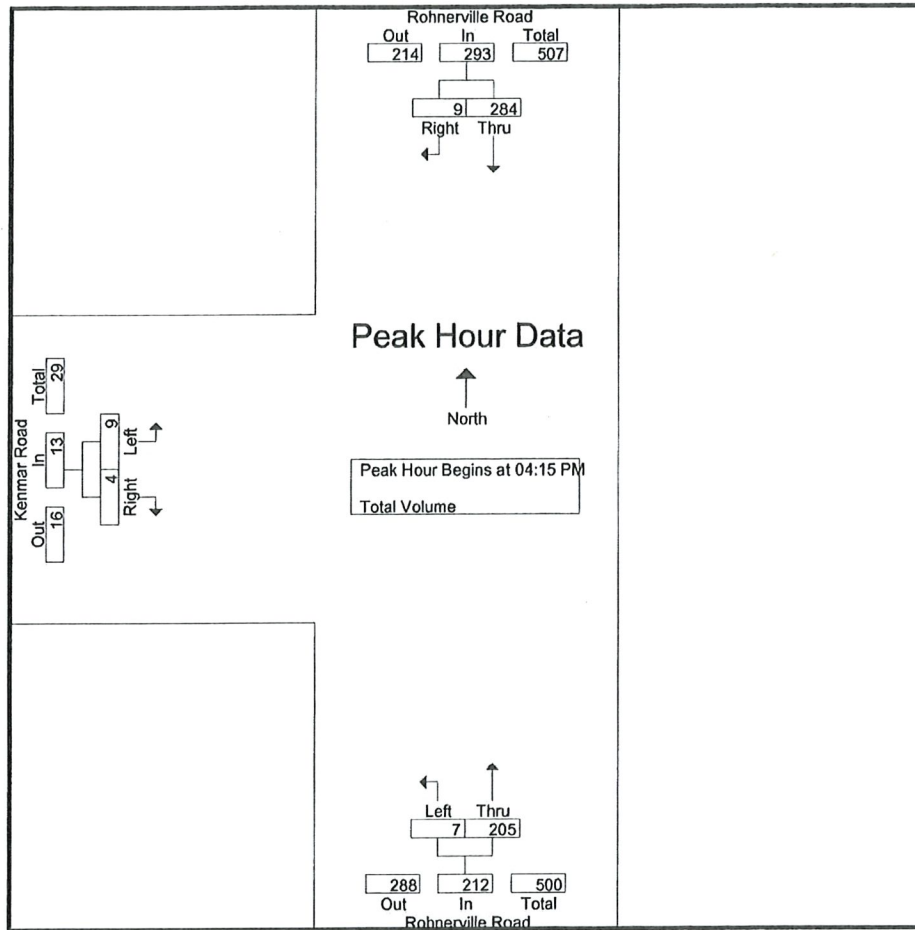 Rohnerville Road
Out In Total
214 293 507
9 284
Right Thru
Peak Hour Data
North
Peak Hour Begins at 04:15 PM
Total Volume
Kenmar Road
Out In Total
16 13 29
4 9
Right Left
Left Thru
7 205
288 212 500
Out In Total
Rohnerville Road